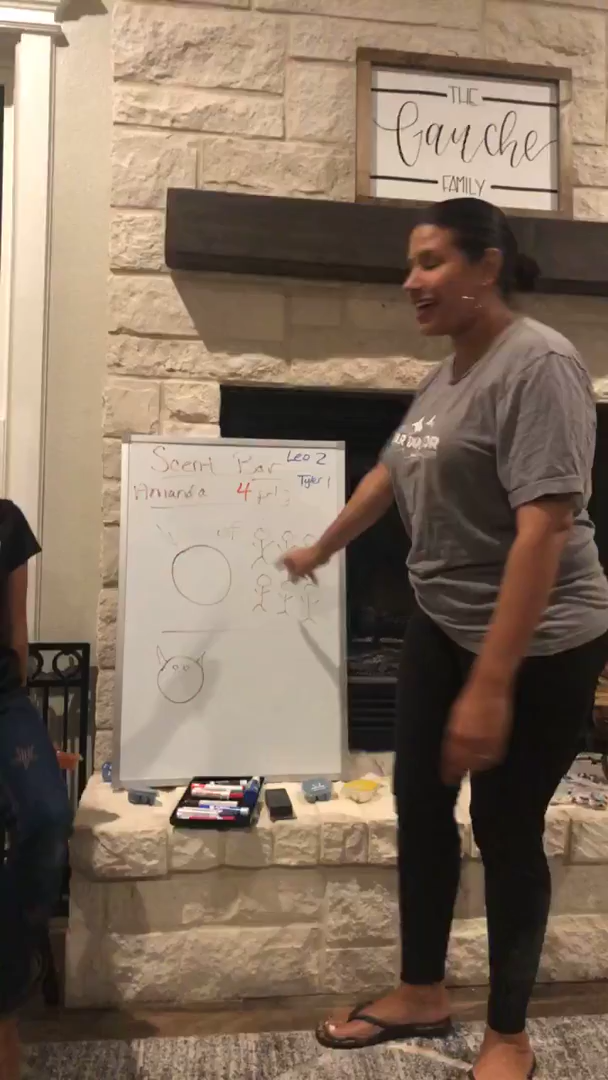 THE
Gauche
FAMILY
Scent Bar
Leo 2
Amanda 4
Tyler 1